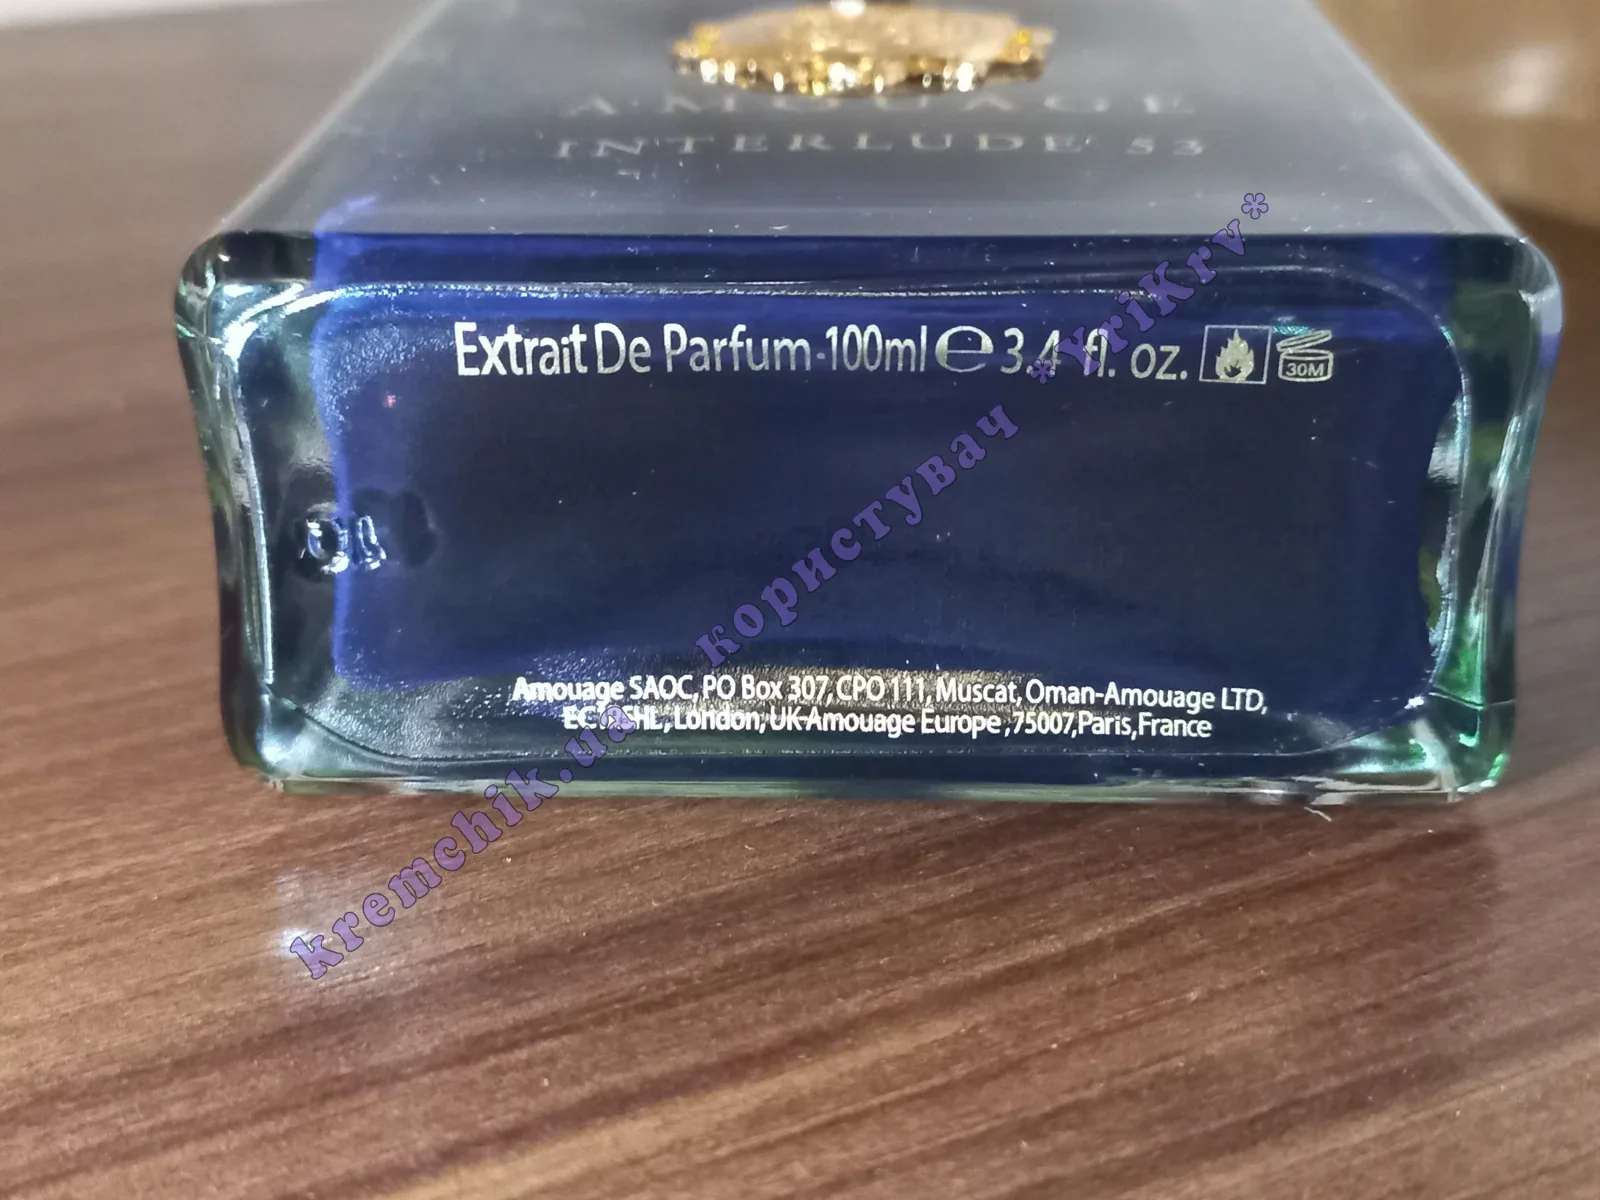 AMOUAGE
INTERLUDE 53
Extrait De Parfum-100ml ℮ 3.4 fl. oz.
30M
Amouage SAOC, PO Box 307, CPO 111, Muscat, Oman-Amouage LTD,
London, UK-Amouage Europe, 75007, Paris, France
kremchik.ua користувач *YriKrv*